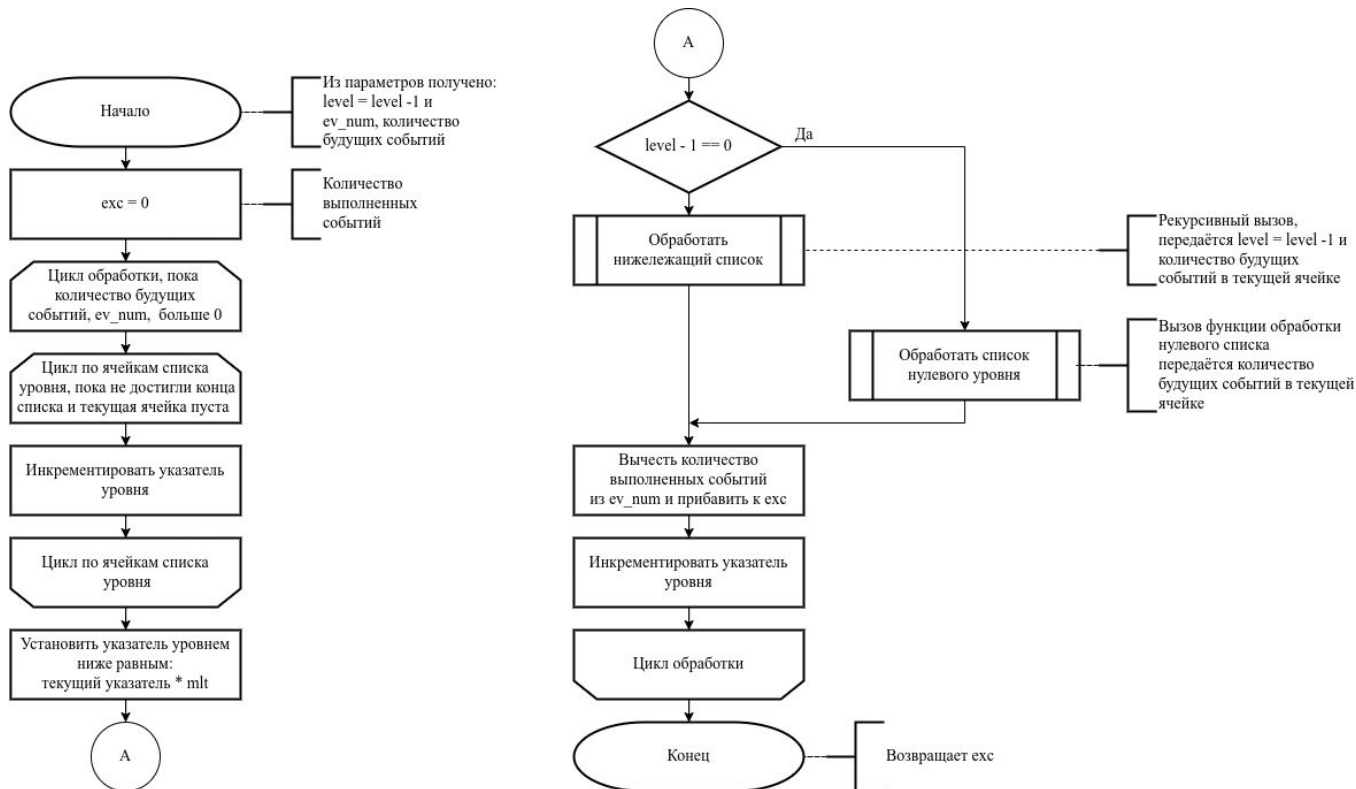 Начало
Из параметров получено:
level = level -1 и
ev_num, количество
будущих событий
exc = 0
Количество
выполненных
событий
Цикл обработки, пока
количество будущих
событий, ev_num, больше 0
Цикл по ячейкам списка
уровня, пока не достигли конца
списка и текущая ячейка пуста
Инкрементировать указатель
уровня
Цикл по ячейкам списка
уровня
Установить указатель уровнем
ниже равным:
текущий указатель * mlt
A
A
level - 1 == 0
Да
Обработать
нижележащий список
Рекурсивный вызов,
передаётся level = level -1 и
количество будущих
событий в текущей ячейке
Обработать список
нулевого уровня
Вызов функции обработки
нулевого списка
передаётся количество
будущих событий в текущей
ячейке
Вычесть количество
выполненных событий
из ev_num и прибавить к exc
Инкрементировать указатель
уровня
Цикл обработки
Конец
Возвращает exc